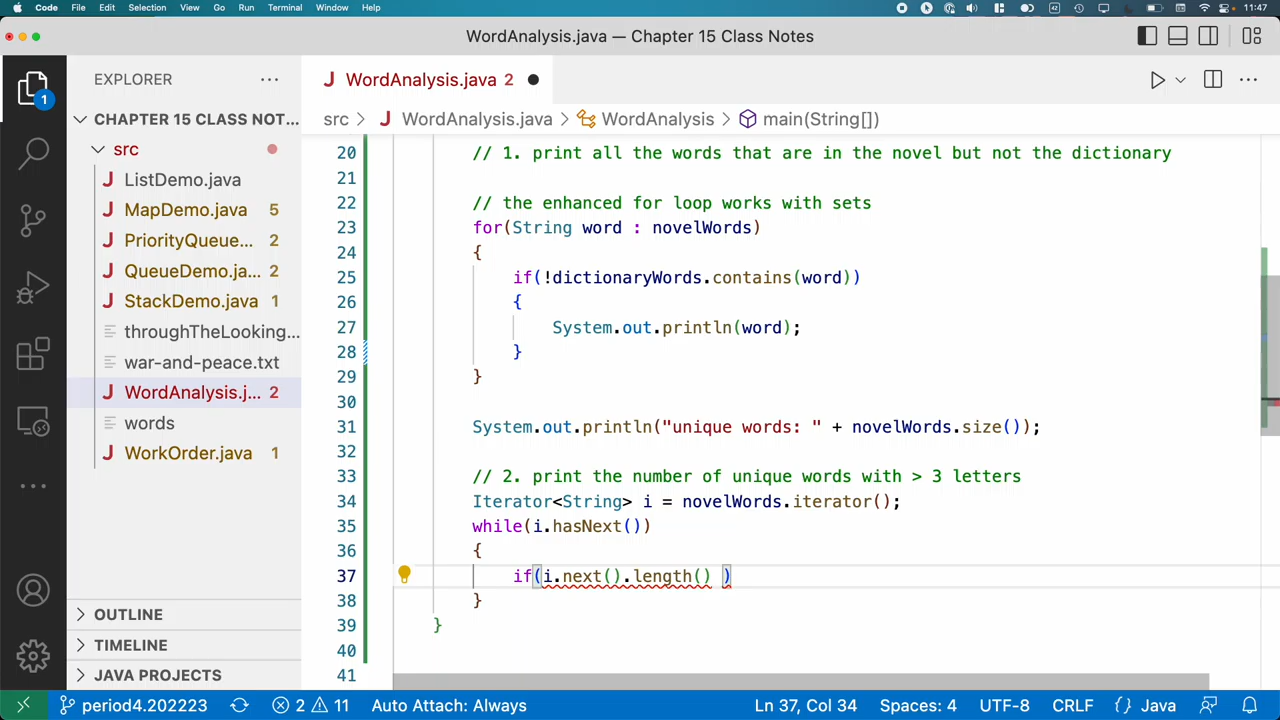 Code File Edit Selection View Go Run Terminal Window Help 11:47
WordAnalysis.java — Chapter 15 Class Notes
EXPLORER
1
CHAPTER 15 CLASS NOT...
src
J ListDemo.java
J MapDemo.java 5
J PriorityQueue... 2
J QueueDemo.ja... 2
J StackDemo.java 1
throughTheLooking...
war-and-peace.txt
J WordAnalysis.j... 2
words
J WorkOrder.java 1
OUTLINE
TIMELINE
JAVA PROJECTS
J WordAnalysis.java 2
src > J WordAnalysis.java > WordAnalysis > main(String[])
20 // 1. print all the words that are in the novel but not the dictionary
21
22 // the enhanced for loop works with sets
23 for(String word : novelWords)
24 {
25 if(!dictionaryWords.contains(word))
26 {
27 System.out.println(word);
28 }
29 }
30
31 System.out.println("unique words: " + novelWords.size());
32
33 // 2. print the number of unique words with > 3 letters
34 Iterator<String> i = novelWords.iterator();
35 while(i.hasNext())
36 {
37 if(i.next().length() )
38 }
39 }
40
41
period4.202223 2 11 Auto Attach: Always Ln 37, Col 34 Spaces: 4 UTF-8 CRLF {} Java